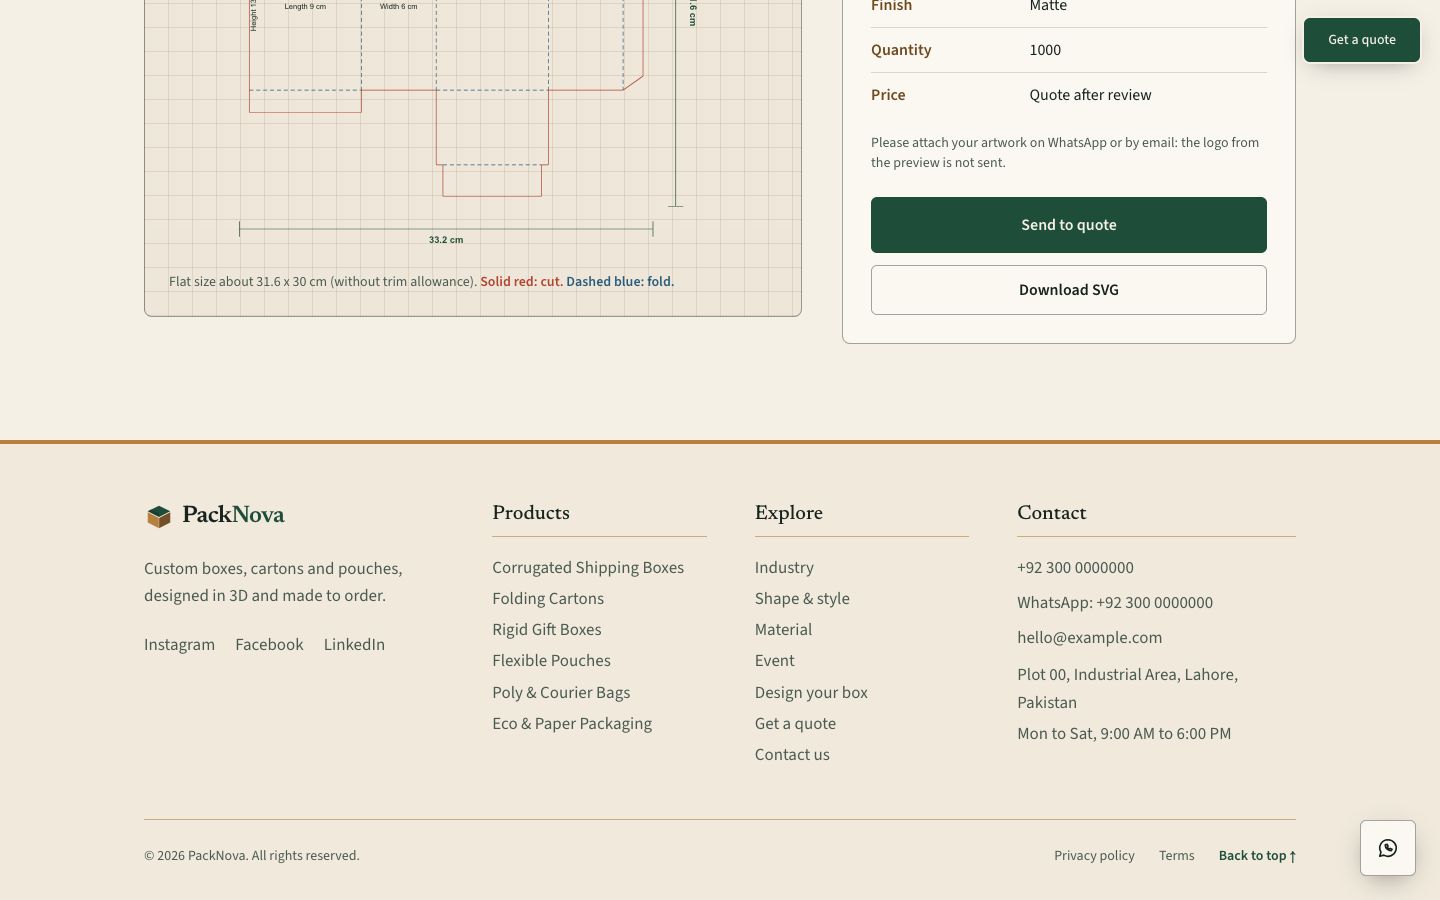 Length 9 cm
Width 6 cm
33.2 cm
Flat size about 31.6 x 30 cm (without trim allowance). Solid red: cut. Dashed blue: fold.
Finish Matte
Quantity 1000
Price Quote after review
Please attach your artwork on WhatsApp or by email: the logo from
the preview is not sent.
Send to quote
Download SVG
Get a quote
PackNova
Custom boxes, cartons and pouches,
designed in 3D and made to order.
Instagram Facebook LinkedIn
Products
Corrugated Shipping Boxes
Folding Cartons
Rigid Gift Boxes
Flexible Pouches
Poly & Courier Bags
Eco & Paper Packaging
Explore
Industry
Shape & style
Material
Event
Design your box
Get a quote
Contact us
Contact
+92 300 0000000
WhatsApp: +92 300 0000000
hello@example.com
Plot 00, Industrial Area, Lahore,
Pakistan
Mon to Sat, 9:00 AM to 6:00 PM
© 2026 PackNova. All rights reserved.
Privacy policy Terms Back to top ↑